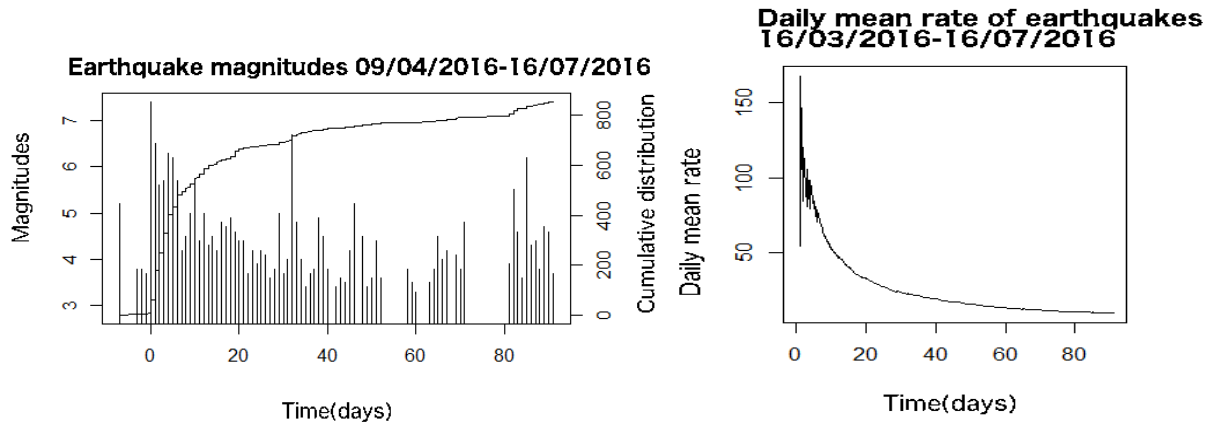 Earthquake magnitudes 09/04/2016-16/07/2016
Magnitudes
7
6
5
4
3
Cumulative distribution
800
600
400
200
0
0 20 40 60 80
Time(days)
Daily mean rate of earthquakes
16/03/2016-16/07/2016
Daily mean rate
150
100
50
0 20 40 60 80
Time(days)